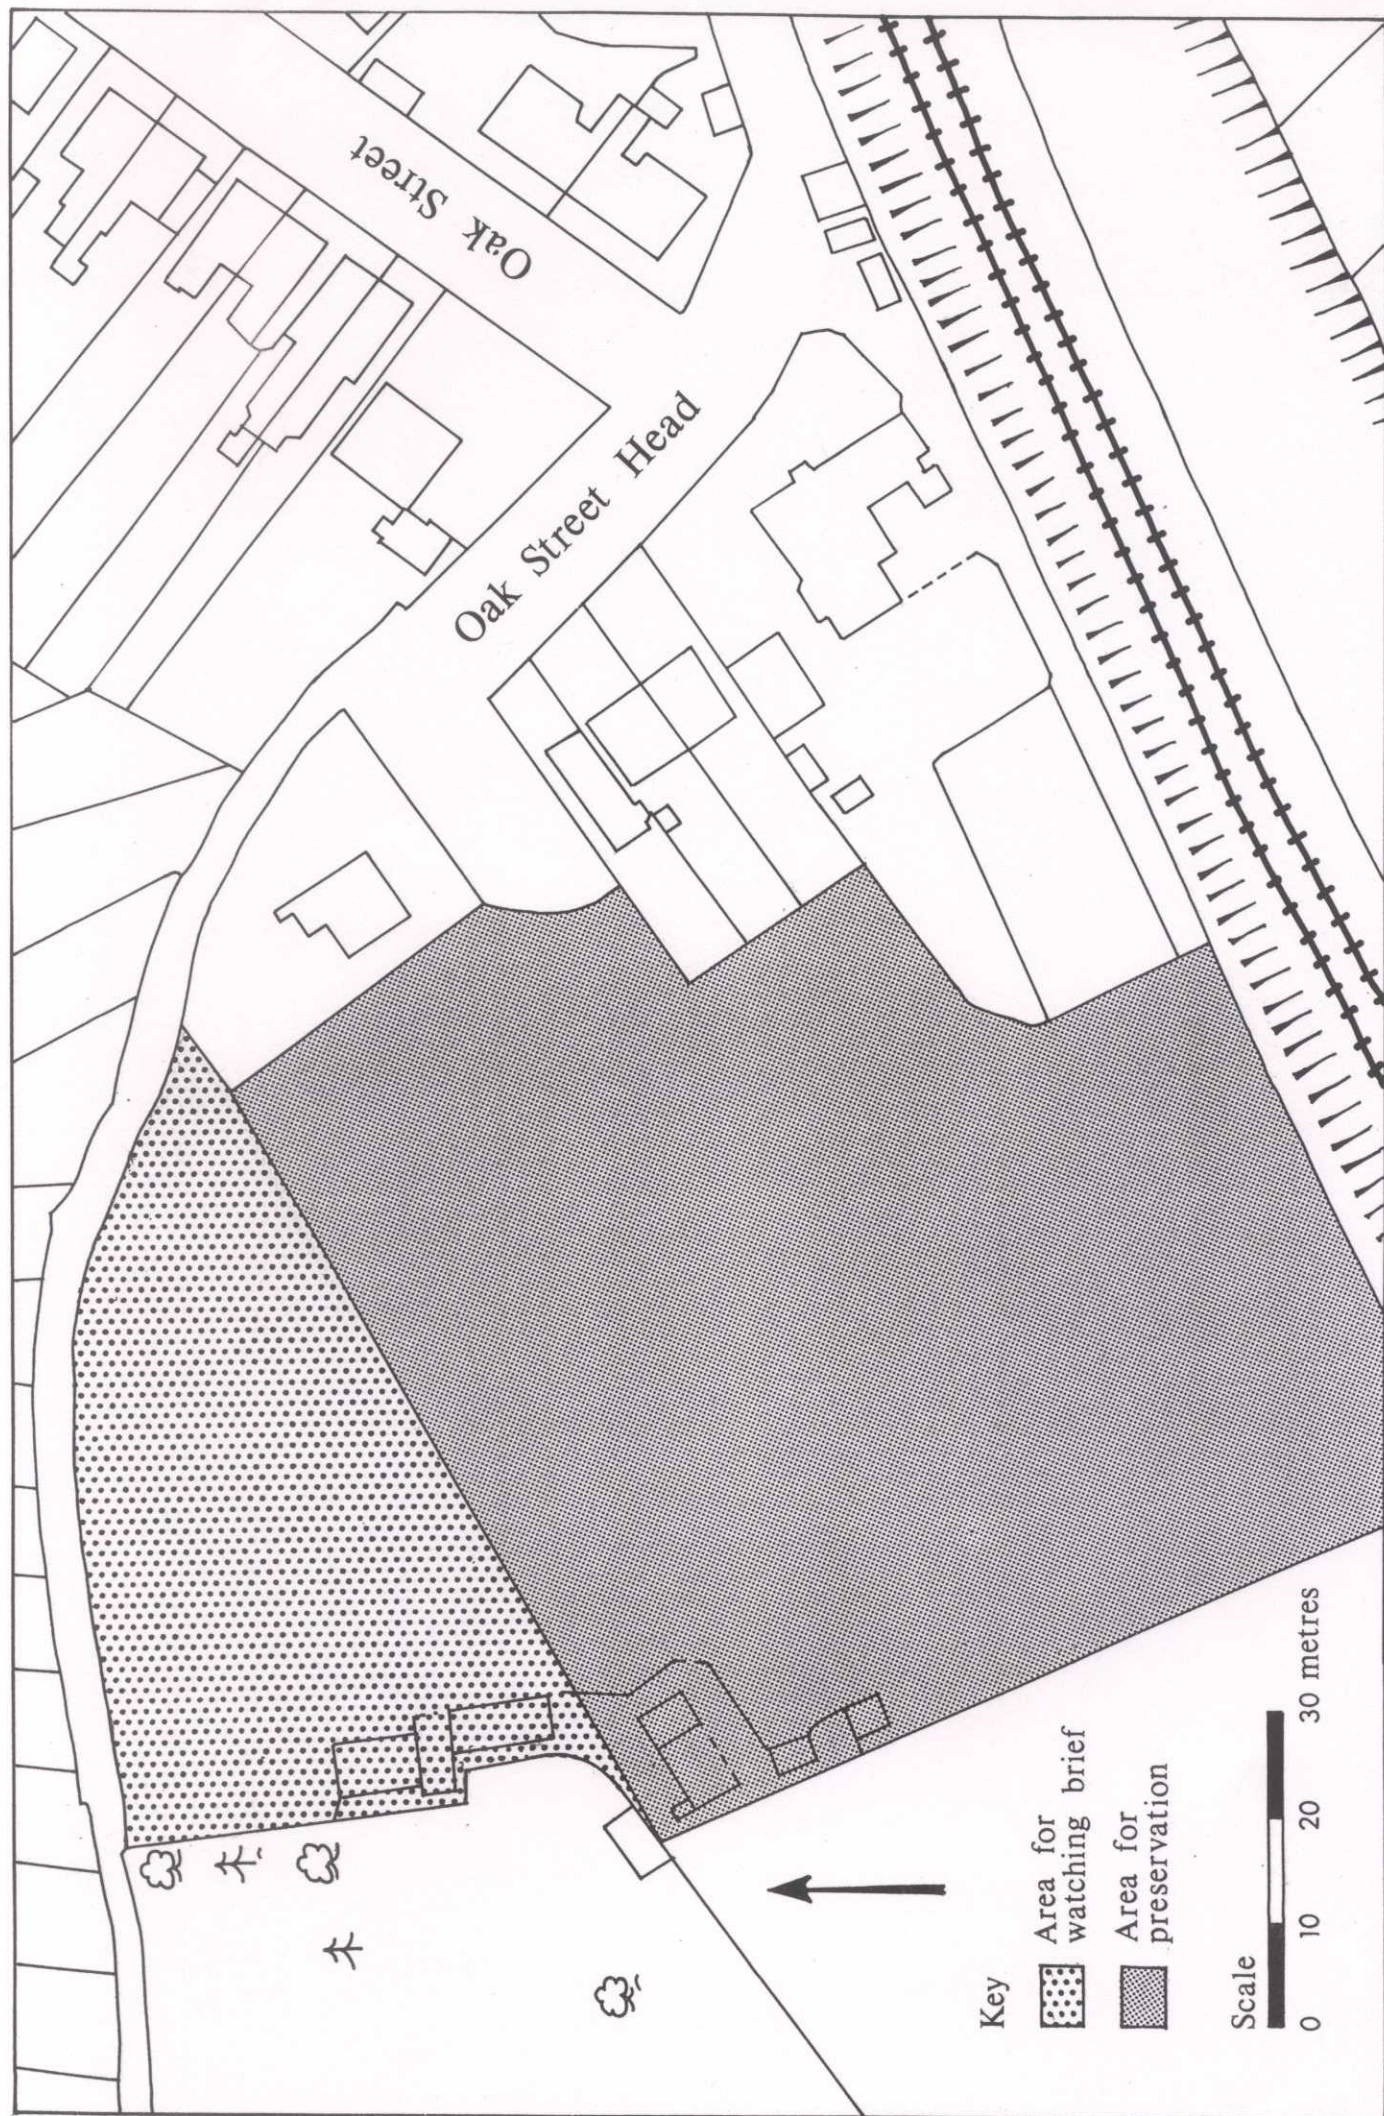 Oak Street
Oak Street Head
Key
Area for
watching brief
Area for
preservation
Scale
0 10 20 30 metres